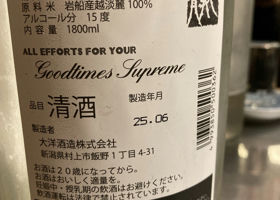 原料米 岩船産越淡麗100%
アルコール分 15度
内容量 1800ml
ALL EFFORTS FOR YOUR
Goodtimes Supreme
品目 清酒
製造年月
25.06
製造者
大洋酒造株式会社
新潟県村上市飯野1丁目4-31
お酒は20歳になってから。
お酒はおいしく適量を。
妊娠中・授乳期の飲酒はお控えください。
飲酒運転は法律で禁止されています。
4993850500362